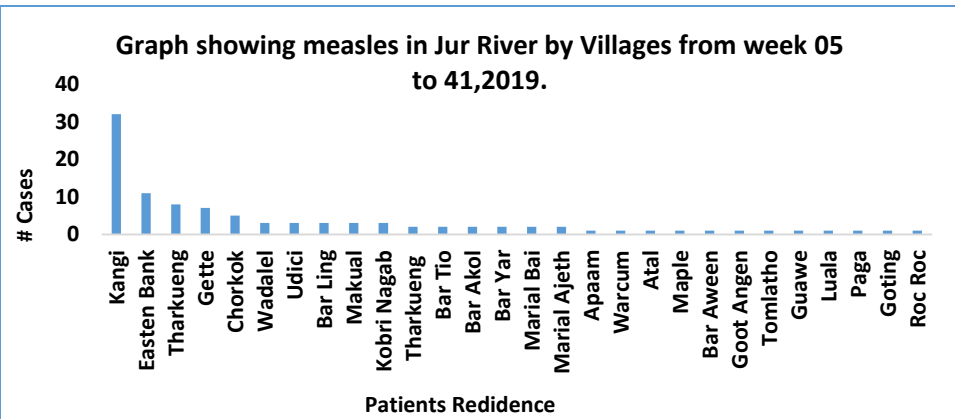 Graph showing measles in Jur River by Villages from week 05
to 41,2019.
40
30
20
10
0
# Cases
Kangi
Easten Bank
Tharkueng
Gette
Chorkok
Wadalel
Udici
Bar Ling
Makual
Kobri Nagab
Tharkueng
Bar Tio
Bar Akol
Bar Yar
Marial Bai
Marial Ajeth
Apaam
Warcum
Atal
Maple
Bar Aween
Goot Angen
Tomlatho
Guawe
Luala
Paga
Goting
Roc Roc
Patients Redidence